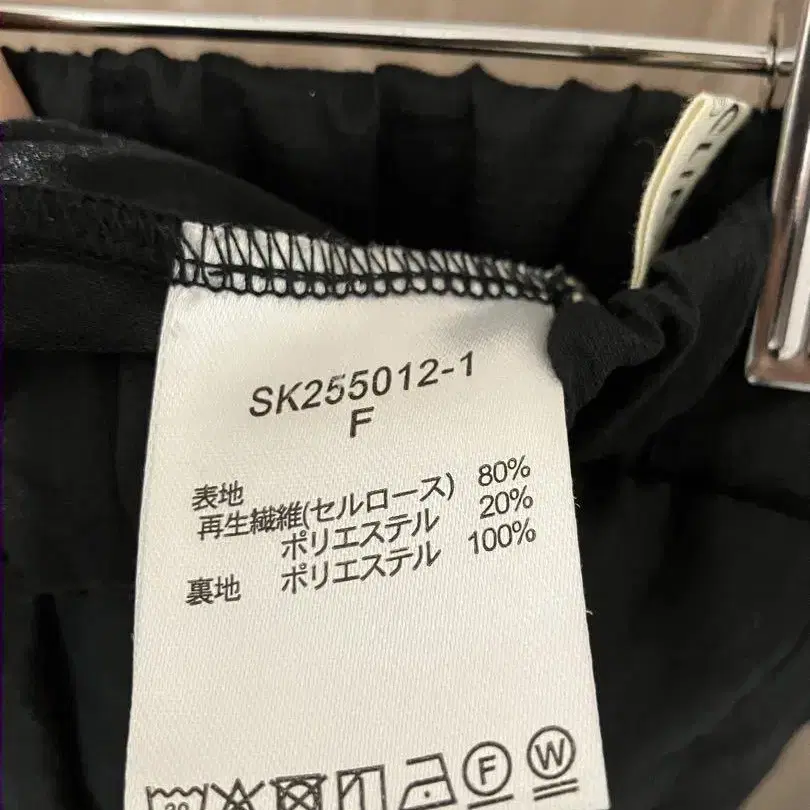 SK255012-1
F
表地
再生繊維(セルロース) 80%
ポリエステル 20%
裏地 ポリエステル 100%
30
F W